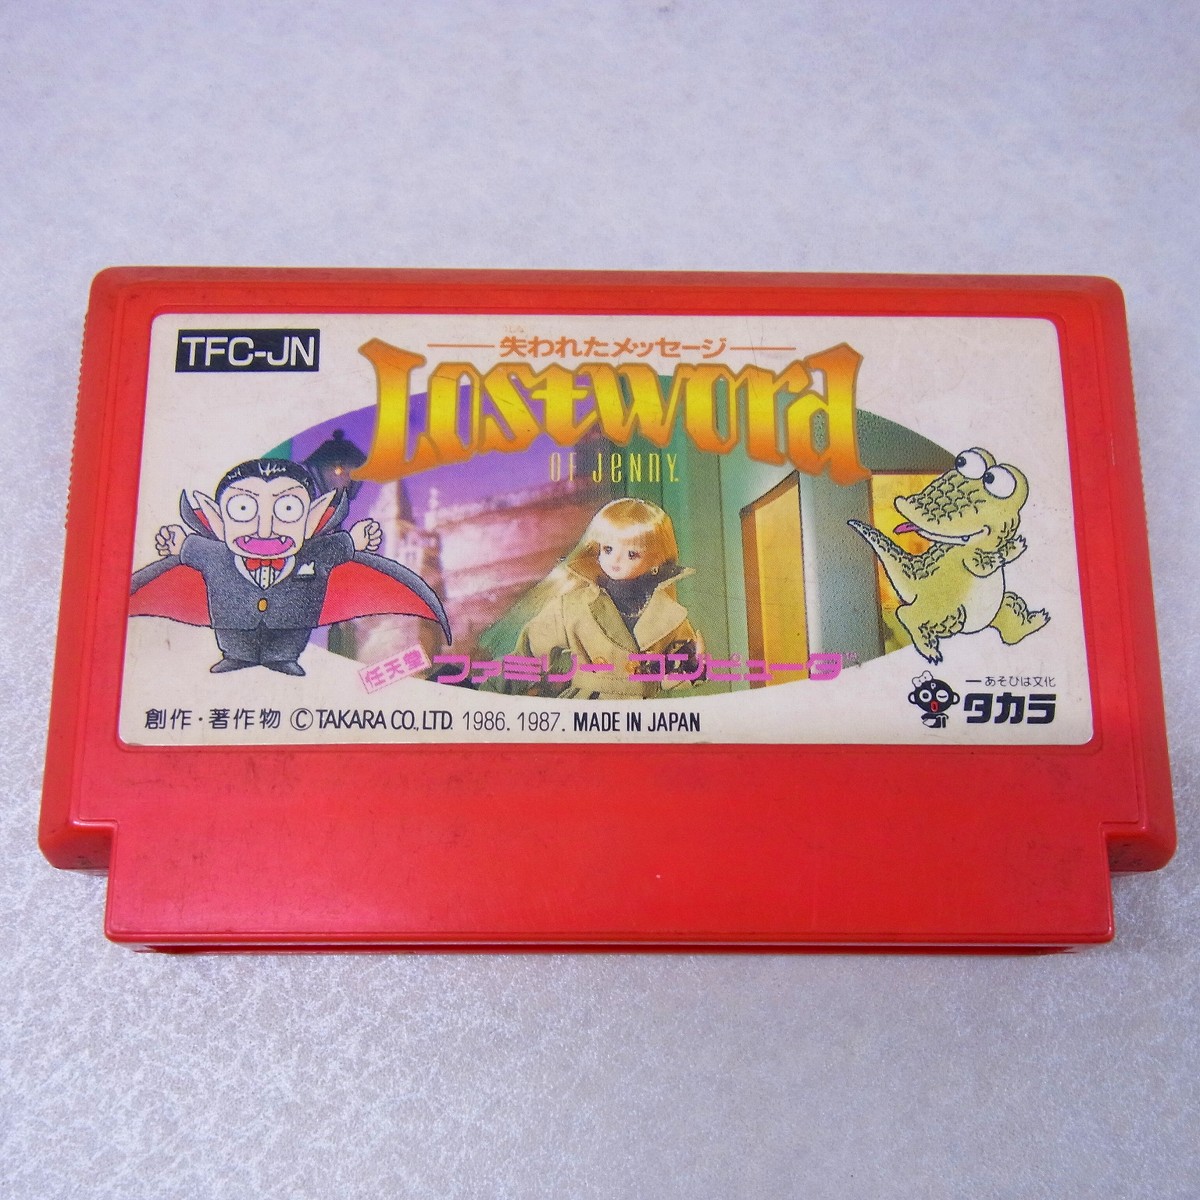 TFC-JN
失われたメッセージ
Lostword
OF JENNY
任天堂 ファミリーコンピュータ
あそびは文化
タカラ
創作・著作物 ©TAKARA CO., LTD. 1986. 1987. MADE IN JAPAN